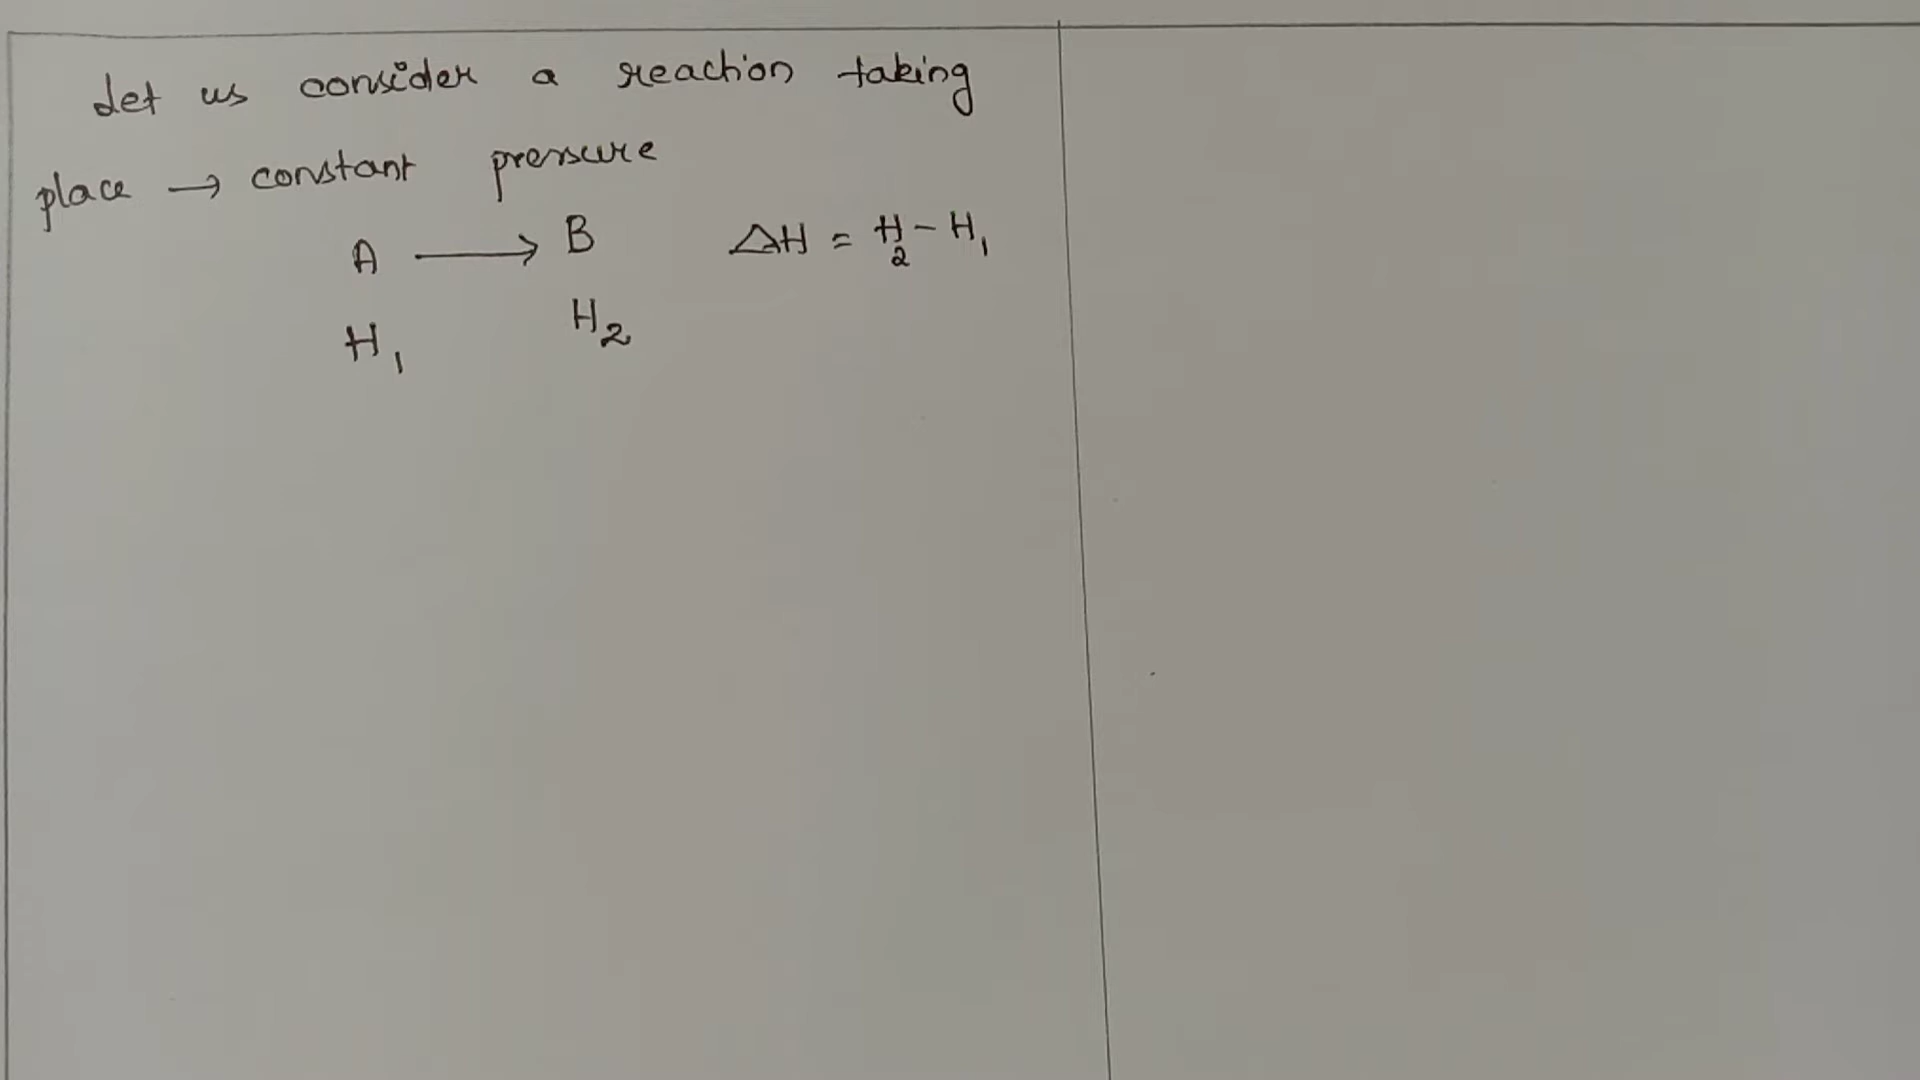 Let us consider a reaction taking
place → constant pressure
A ⟶ B ΔH = H₂ - H₁
H₁ H₂